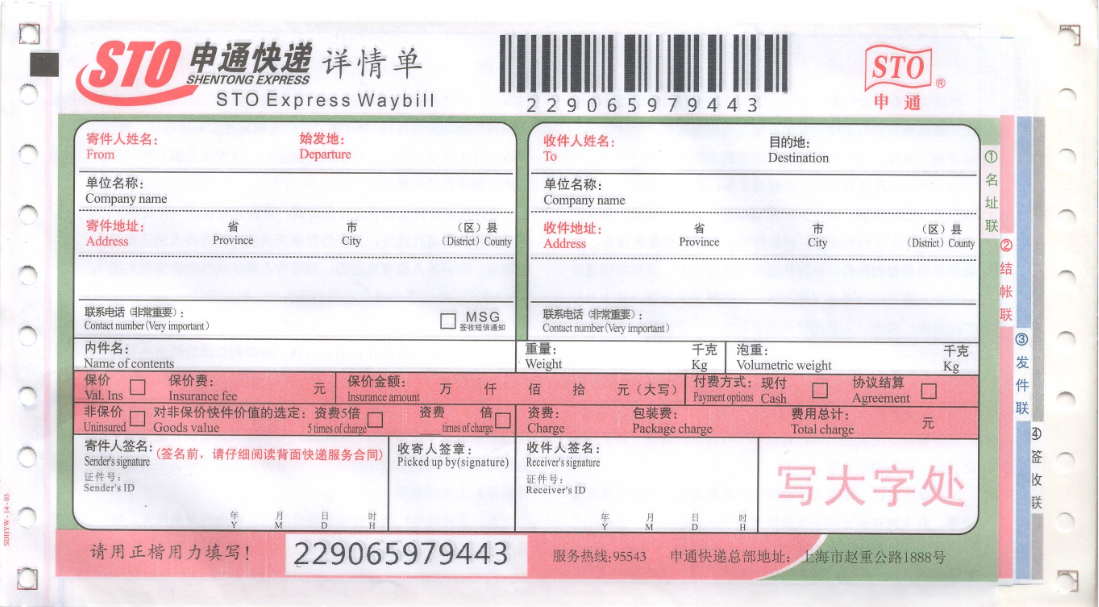 STO 申通快递 详情单
SHENTONG EXPRESS
STO Express Waybill
229065979443
STO ®
申通
寄件人姓名： 始发地：
From Departure
单位名称：
Company name
寄件地址： 省 市 （区）县
Address Province City (District) County
联系电话（非常重要）：
Contact number(Very important)
MSG
签收短信通知
收件人姓名： 目的地：
To Destination
单位名称：
Company name
收件地址： 省 市 （区）县
Address Province City (District) County
联系电话（非常重要）：
Contact number(Very important)
①名址联
②结帐联
③发件联
④签收联
内件名： 重量： 千克 泡重： 千克
Name of contents Weight Kg Volumetric weight Kg
保价 保价费： 元 保价金额： 万 仟 佰 拾 元（大写） 付费方式：现付 协议结算
Val. Ins Insurance fee Insurance amount Payment options Cash Agreement
非保价 对非保价快件价值的选定：资费5倍 资费 倍 资费： 包装费： 费用总计： 元
Uninsured Goods value 5 times of charge times of charge Charge Package charge Total charge
寄件人签名：（签名前，请仔细阅读背面快递服务合同）
Sender's signature
证件号：
Sender's ID
年 月 日 时
Y M D H
收寄人签章：
Picked up by(signature)
收件人签名：
Receiver's signature
证件号：
Receiver's ID
年 月 日 时
Y M D H
写大字处
SDHYW-14-03
请用正楷用力填写！ 229065979443 服务热线:95543 申通快递总部地址：上海市赵重公路1888号